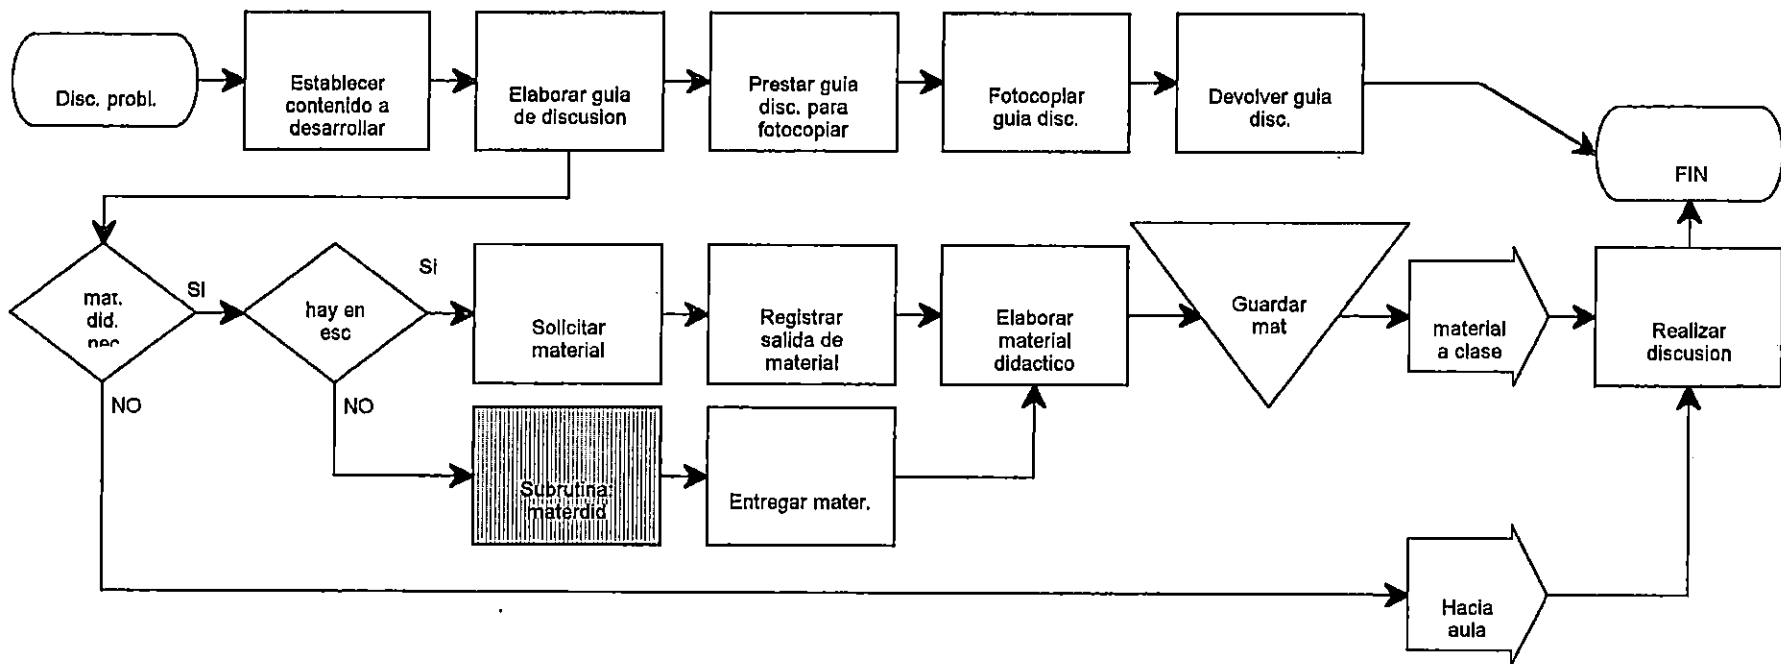 Disc. probl.
Establecer
contenido a
desarrollar
Elaborar guia
de discusion
Prestar guia
disc. para
fotocopiar
Fotocopiar
guia disc.
Devolver guia
disc.
FIN
mat.
did.
nec
SI
NO
hay en
esc
SI
NO
Solicitar
material
Registrar
salida de
material
Elaborar
material
didactico
Guardar
mat
material
a clase
Realizar
discusion
Subrutina:
materdid
Entregar mater.
Hacia
aula